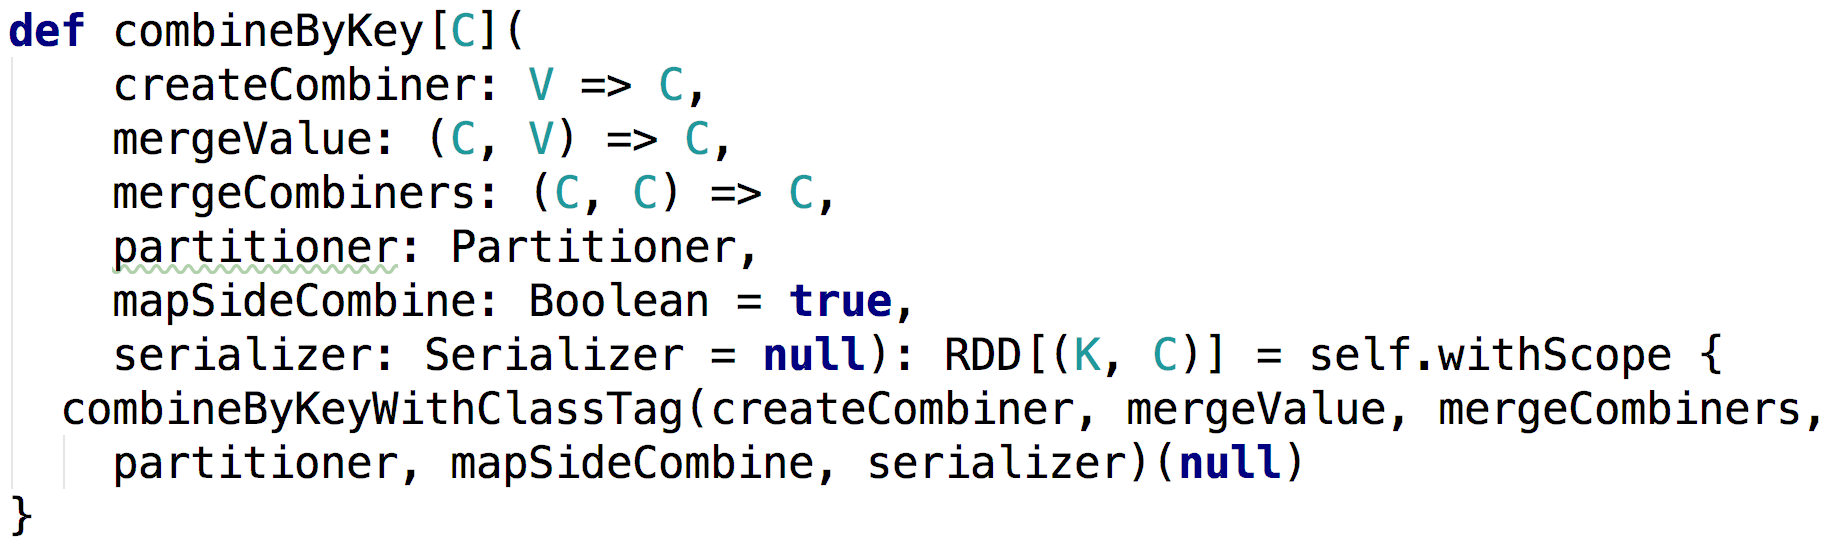 def combineByKey[C](
    createCombiner: V => C,
    mergeValue: (C, V) => C,
    mergeCombiners: (C, C) => C,
    partitioner: Partitioner,
    mapSideCombine: Boolean = true,
    serializer: Serializer = null): RDD[(K, C)] = self.withScope {
  combineByKeyWithClassTag(createCombiner, mergeValue, mergeCombiners,
    partitioner, mapSideCombine, serializer)(null)
}